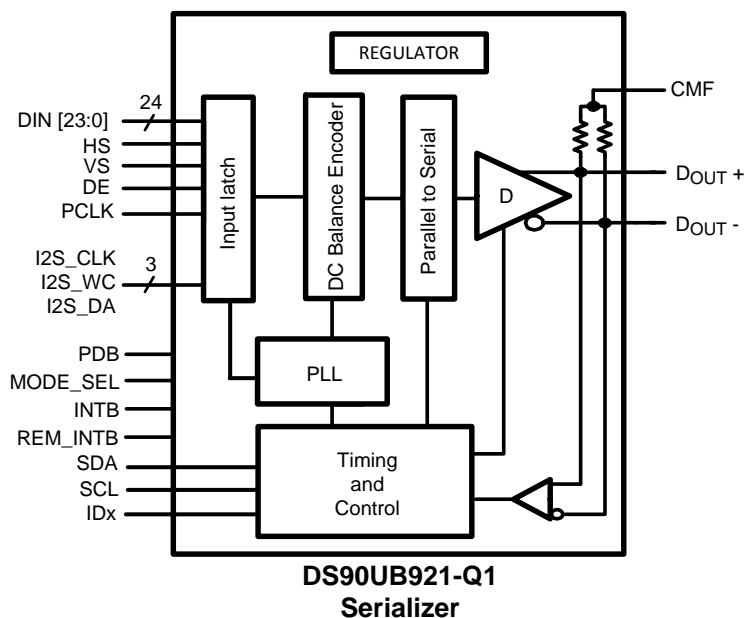 REGULATOR
CMF
DIN [23:0]
24
HS
VS
DE
PCLK
Input latch
DC Balance Encoder
Parallel to Serial
D
DOUT +
DOUT -
I2S_CLK
I2S_WC
3
I2S_DA
PDB
MODE_SEL
INTB
REM_INTB
SDA
SCL
IDx
PLL
Timing
and
Control
DS90UB921-Q1
Serializer